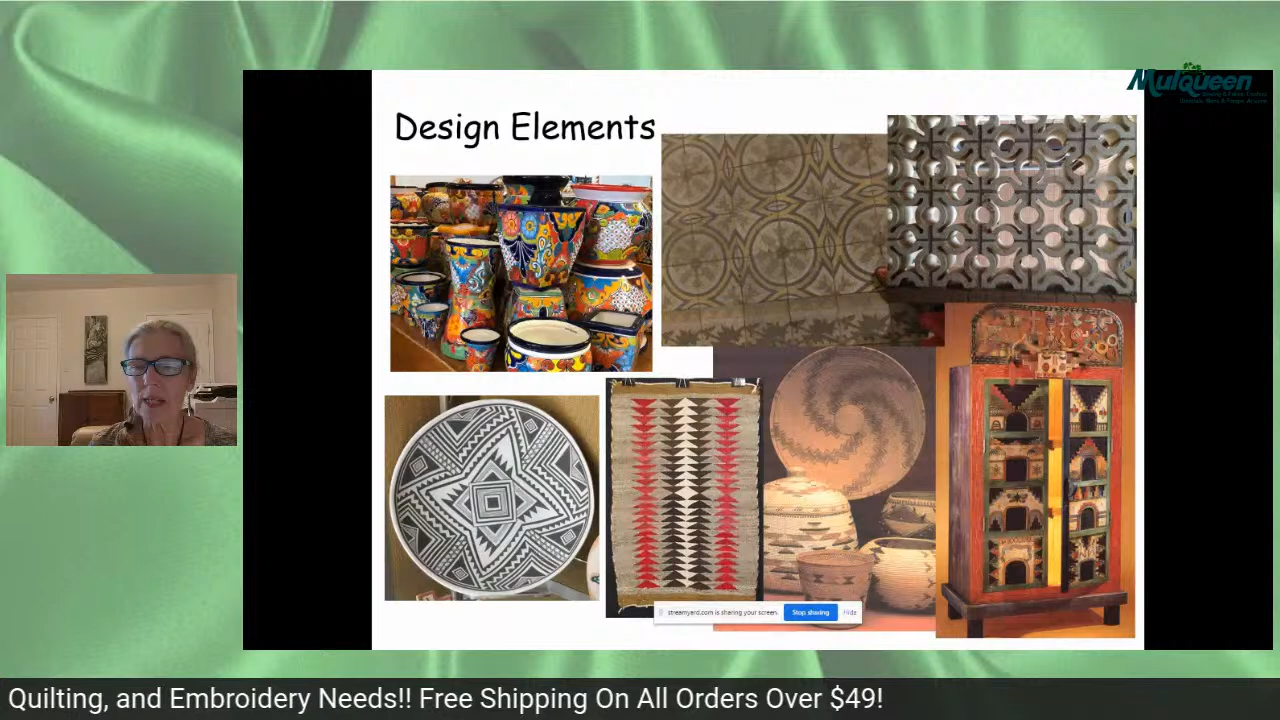 Mulqueen
Design Elements
streamyard.com is sharing your screen.
Stop sharing
Hide
Quilting, and Embroidery Needs!! Free Shipping On All Orders Over $49!